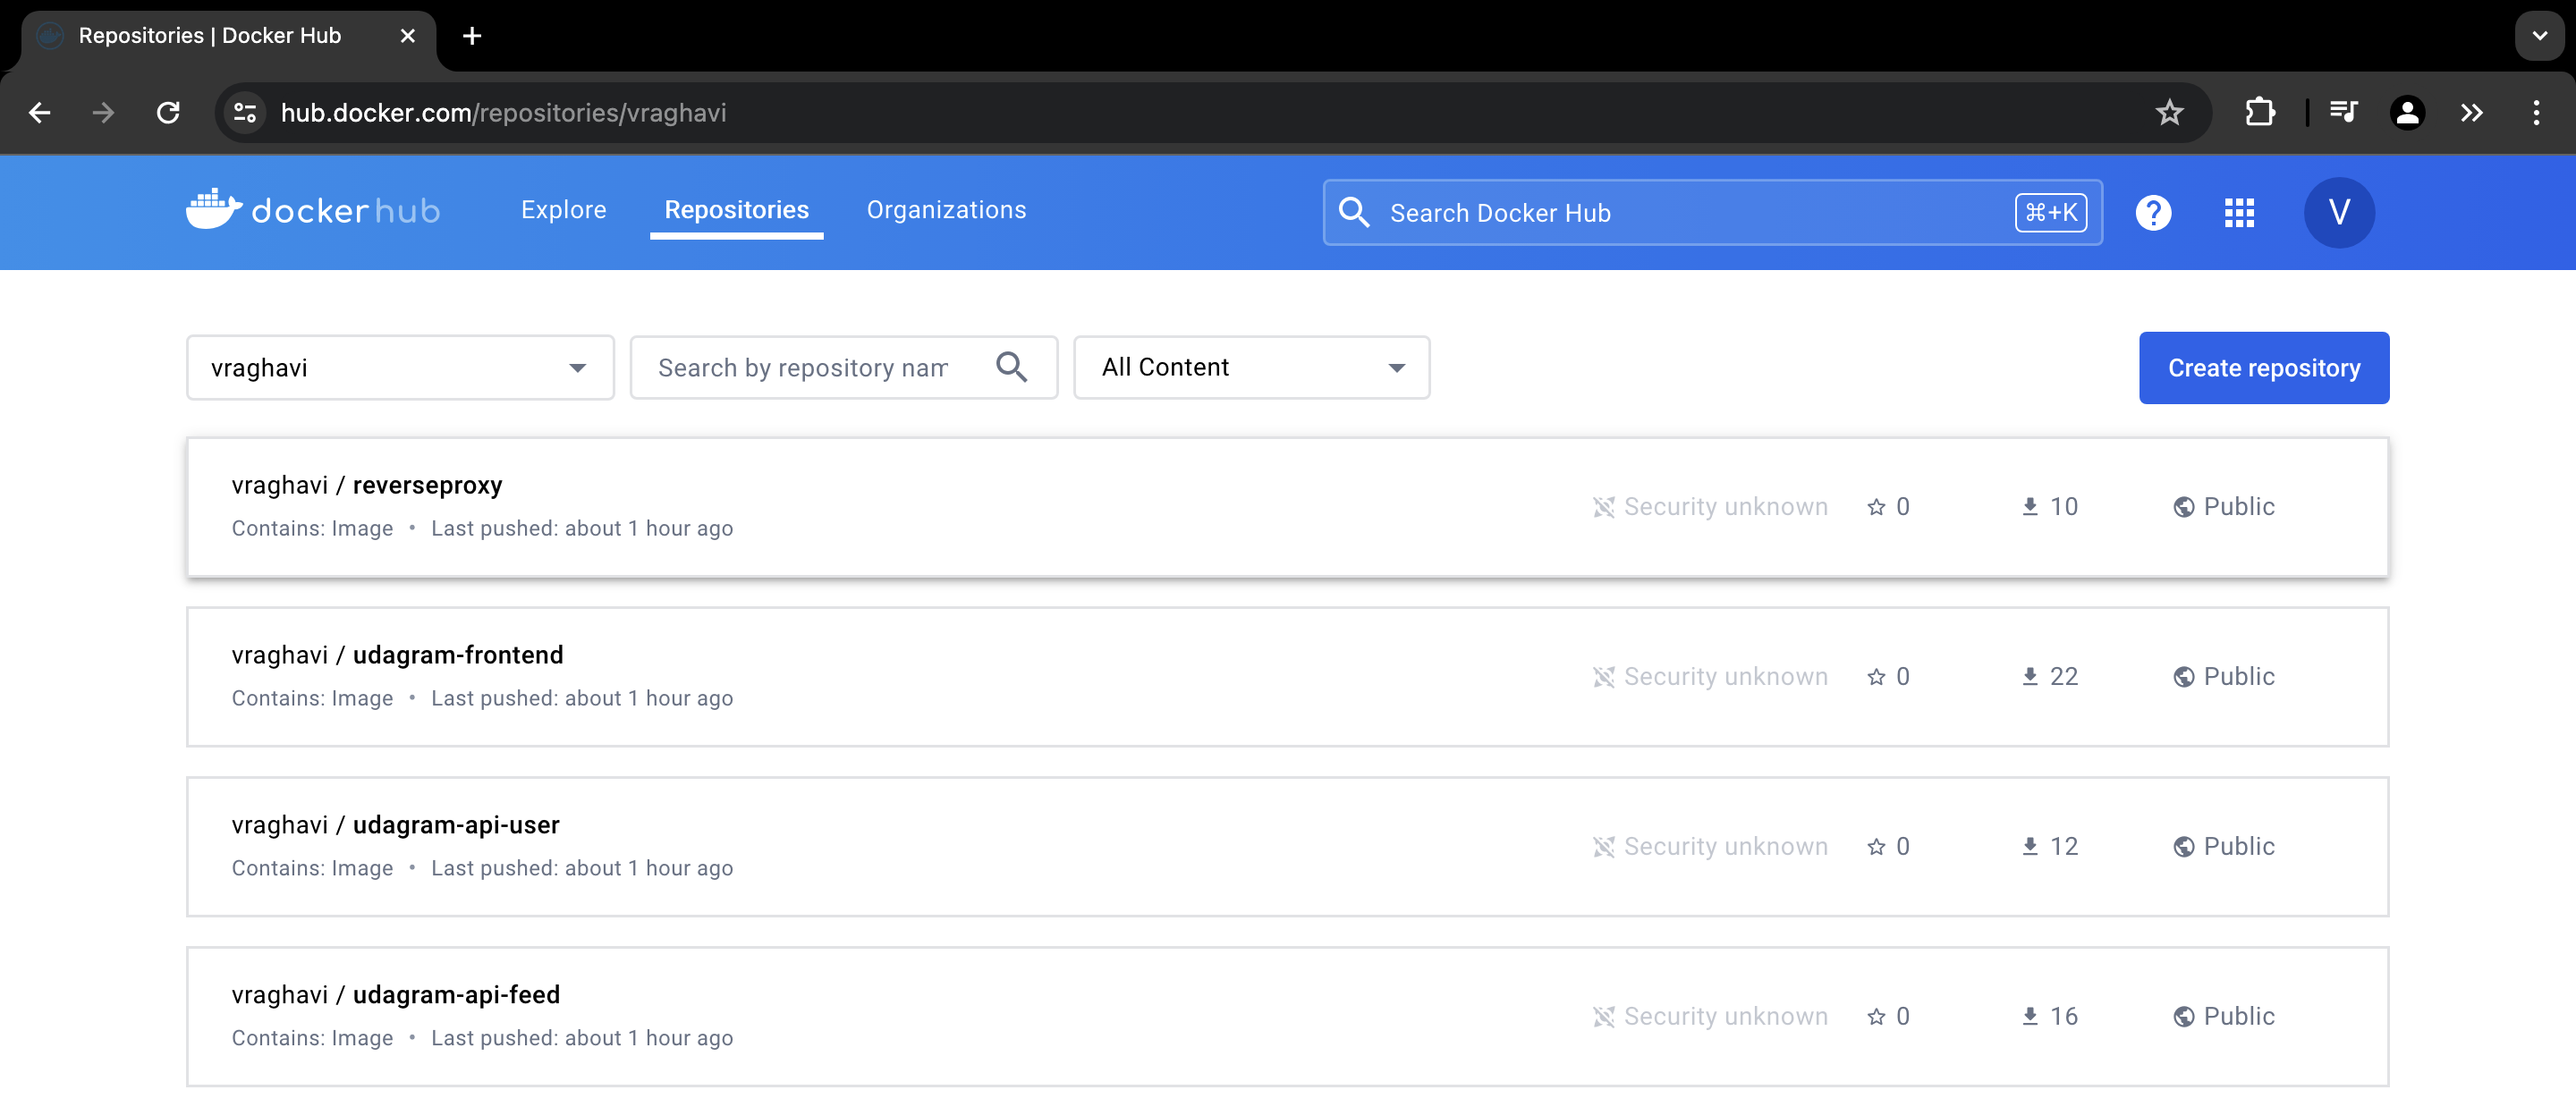 Repositories | Docker Hub
hub.docker.com/repositories/vraghavi
docker hub
Explore
Repositories
Organizations
Search Docker Hub
⌘+K
V
vraghavi
Search by repository nam
All Content
Create repository
vraghavi / reverseproxy
Contains: Image • Last pushed: about 1 hour ago
Security unknown
0
10
Public
vraghavi / udagram-frontend
Contains: Image • Last pushed: about 1 hour ago
Security unknown
0
22
Public
vraghavi / udagram-api-user
Contains: Image • Last pushed: about 1 hour ago
Security unknown
0
12
Public
vraghavi / udagram-api-feed
Contains: Image • Last pushed: about 1 hour ago
Security unknown
0
16
Public